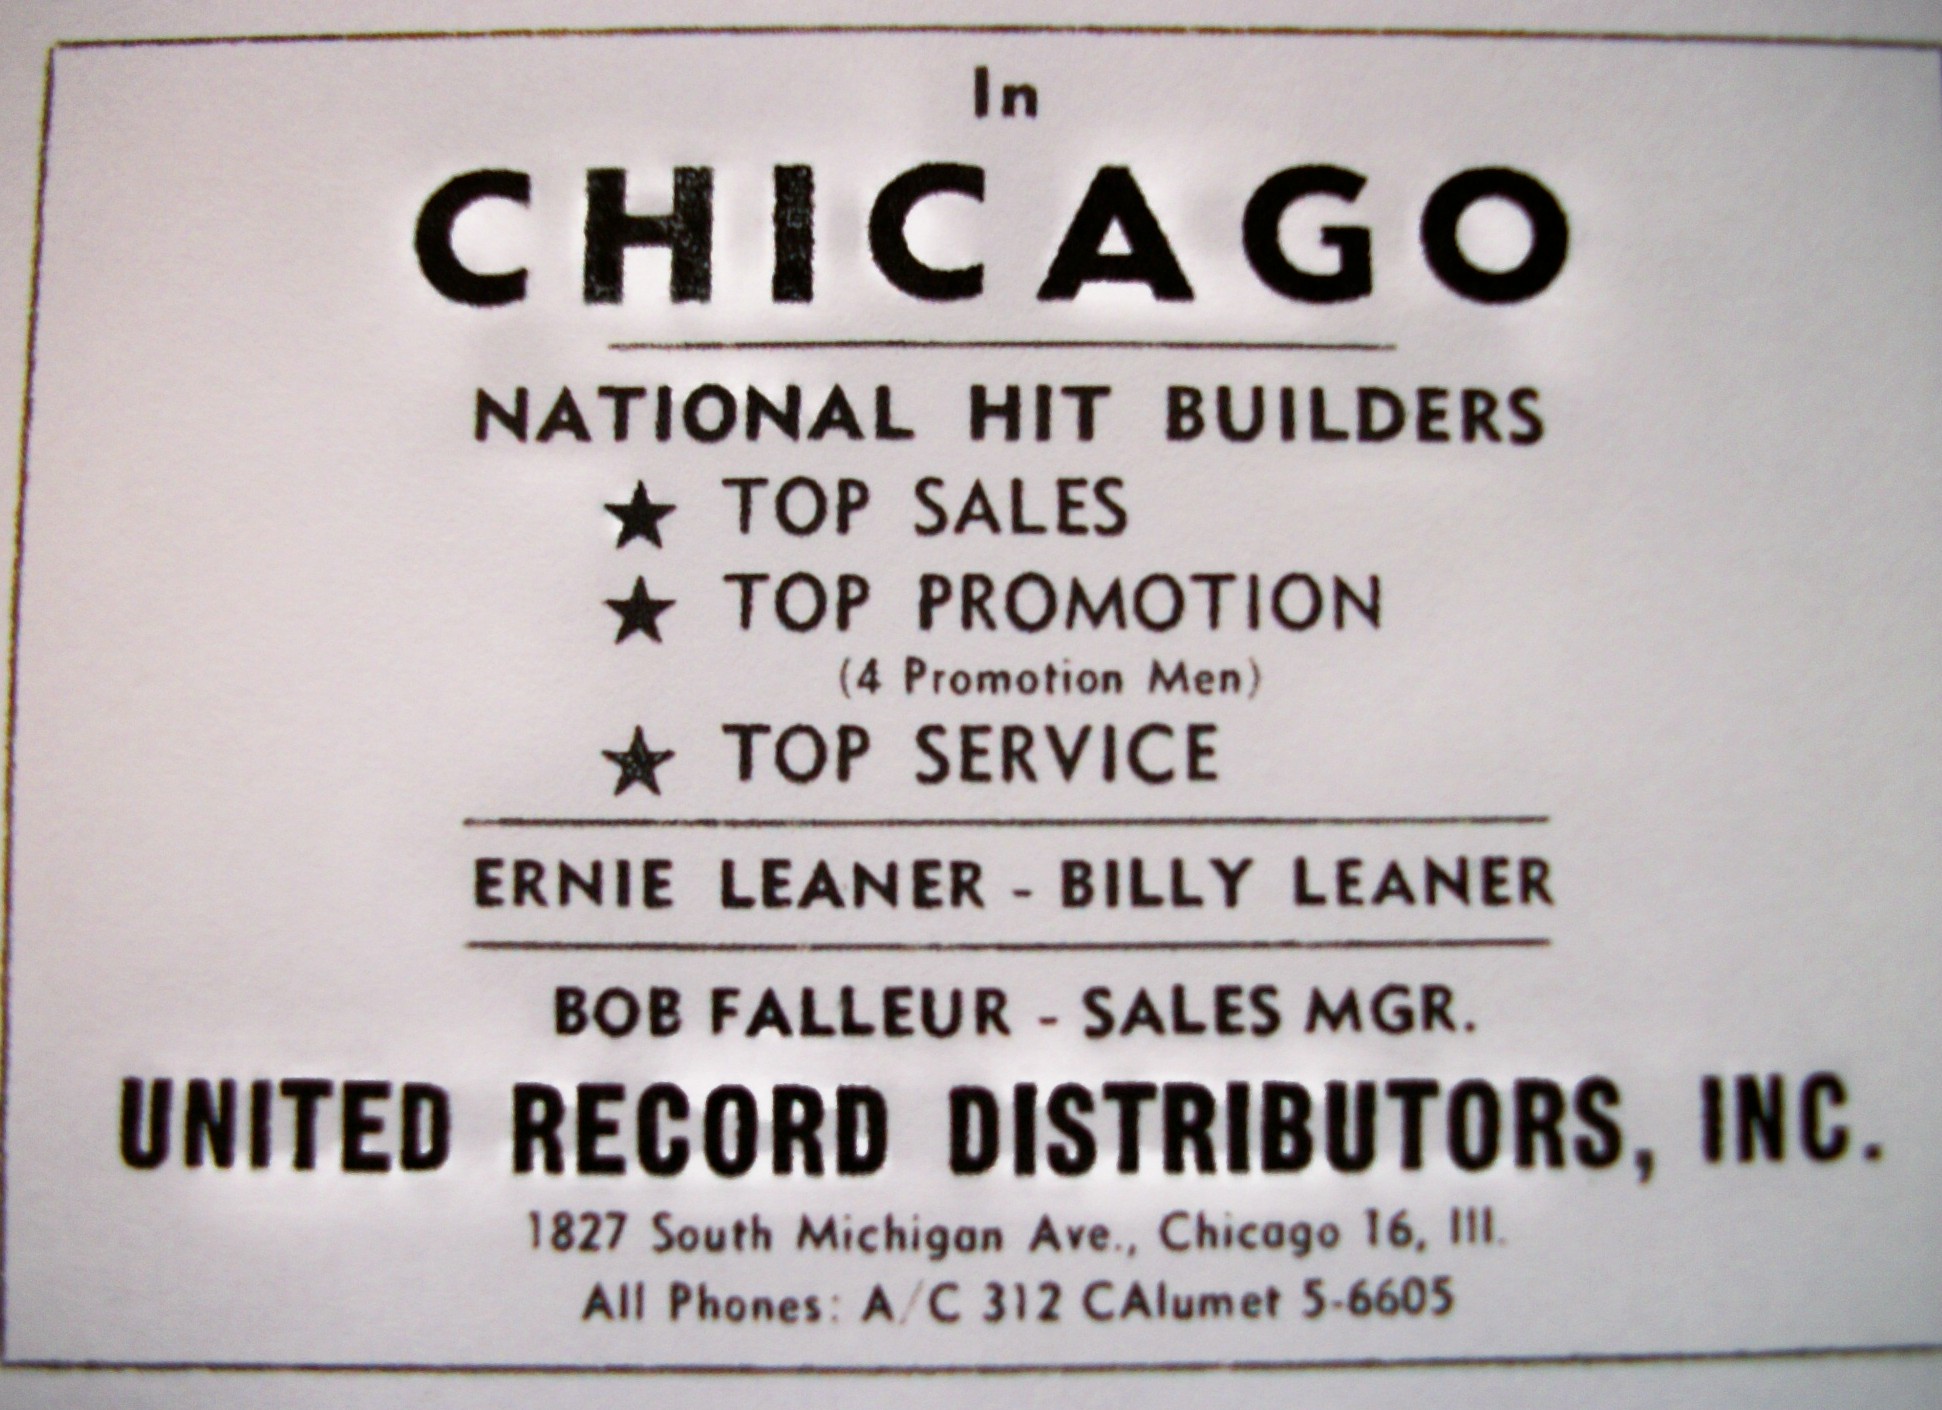 In
CHICAGO
NATIONAL HIT BUILDERS
★ TOP SALES
★ TOP PROMOTION
(4 Promotion Men)
★ TOP SERVICE
ERNIE LEANER - BILLY LEANER
BOB FALLEUR - SALES MGR.
UNITED RECORD DISTRIBUTORS, INC.
1827 South Michigan Ave., Chicago 16, Ill.
All Phones: A/C 312 CAlumet 5-6605